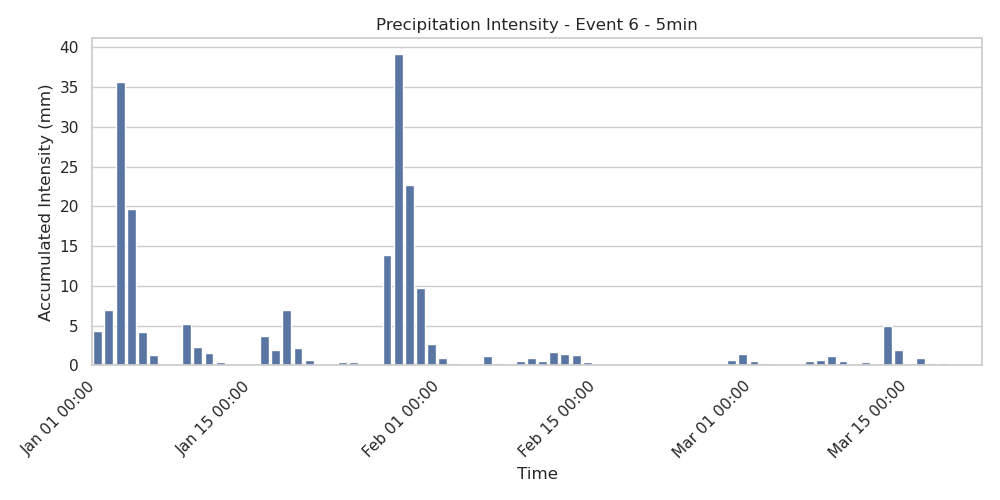 Precipitation Intensity - Event 6 - 5min
Accumulated Intensity (mm)
40
35
30
25
20
15
10
5
0
Jan 01 00:00
Jan 15 00:00
Feb 01 00:00
Feb 15 00:00
Mar 01 00:00
Mar 15 00:00
Time